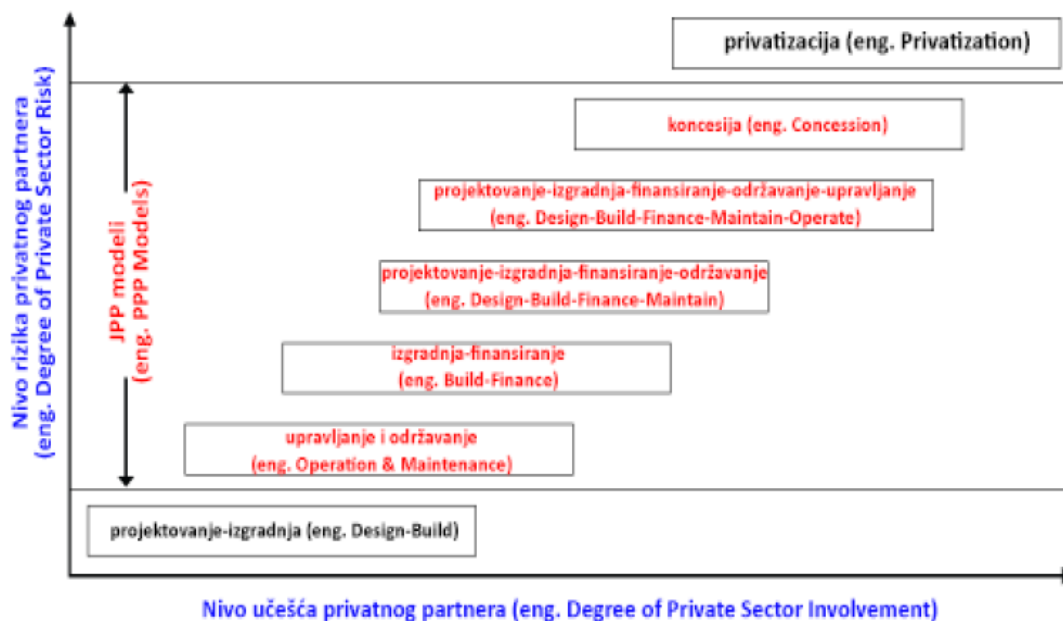 privatizacija (eng. Privatization)
koncesija (eng. Concession)
projektovanje-izgradnja-finansiranje-održavanje-upravljanje
(eng. Design-Build-Finance-Maintain-Operate)
projektovanje-izgradnja-finansiranje-održavanje
(eng. Design-Build-Finance-Maintain)
izgradnja-finansiranje
(eng. Build-Finance)
upravljanje i održavanje
(eng. Operation & Maintenance)
projektovanje-izgradnja (eng. Design-Build)
JPP modeli
(eng. PPP Models)
Nivo rizika privatnog partnera
(eng. Degree of Private Sector Risk)
Nivo učešća privatnog partnera (eng. Degree of Private Sector Involvement)